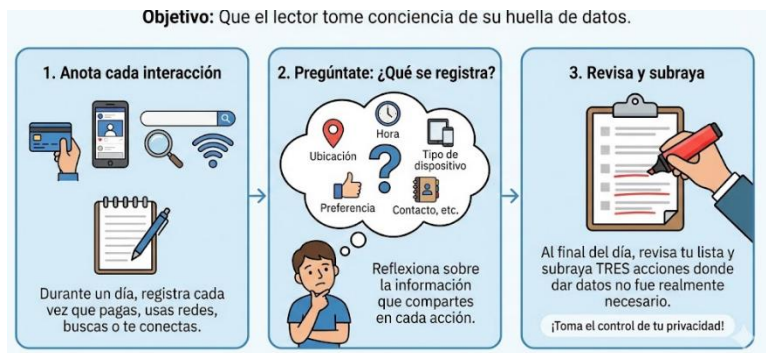 Objetivo: Que el lector tome conciencia de su huella de datos.
1. Anota cada interacción
Durante un día, registra cada
vez que pagas, usas redes,
buscas o te conectas.
2. Pregúntate: ¿Qué se registra?
Hora
Ubicación
Tipo de
dispositivo
Preferencia
Contacto, etc.
Reflexiona sobre
la información
que compartes
en cada acción.
3. Revisa y subraya
Al final del día, revisa tu lista y
subraya TRES acciones donde
dar datos no fue realmente
necesario.
¡Toma el control de tu privacidad!